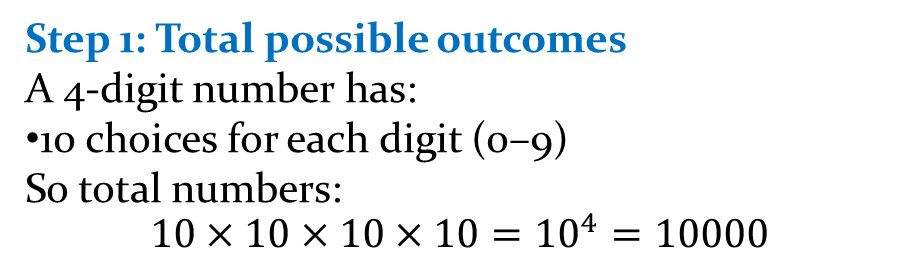 Step 1: Total possible outcomes
A 4-digit number has:
•10 choices for each digit (0–9)
So total numbers:
10 × 10 × 10 × 10 = 10⁴ = 10000